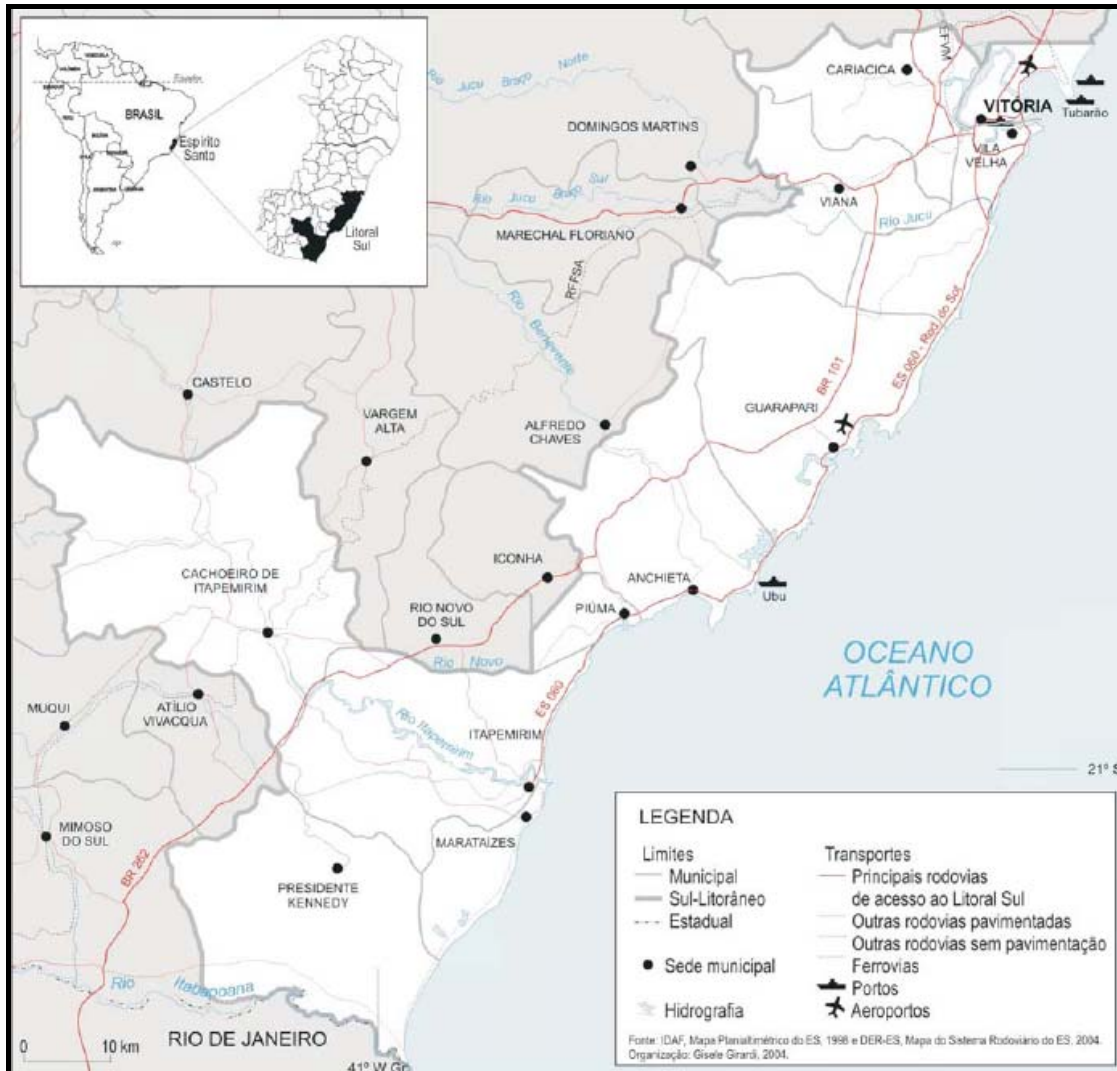 VENEZUELA
Equador
BRASIL
Espírito
Santo
Litoral
Sul
Rio Jucu Braço Norte
CARIACICA
EFVM
VITÓRIA
Tubarão
VILA
VELHA
DOMINGOS MARTINS
Rio Jucu Braço Sul
VIANA
Rio Jucu
MARECHAL FLORIANO
RFFSA
Rio Benevente
BR 101
ES 060 - Rod. do Sol
CASTELO
VARGEM
ALTA
ALFREDO
CHAVES
GUARAPARI
CACHOEIRO DE
ITAPEMIRIM
ICONHA
ANCHIETA
Ubu
RIO NOVO
DO SUL
PIÚMA
Rio Novo
OCEANO
ATLÂNTICO
MUQUI
ATÍLIO
VIVACQUA
ES 060
Rio Itapemirim
ITAPEMIRIM
21º S
MIMOSO
DO SUL
MARATAÍZES
BR 262
PRESIDENTE
KENNEDY
Rio Itabapoana
RIO DE JANEIRO
0 10 km
41º W Gr
LEGENDA
Limites
Municipal
Sul-Litorâneo
Estadual
Sede municipal
Hidrografia
Transportes
Principais rodovias
de acesso ao Litoral Sul
Outras rodovias pavimentadas
Outras rodovias sem pavimentação
Ferrovias
Portos
Aeroportos
Fonte: IDAF, Mapa Planialtimétrico do ES, 1998 e DER-ES, Mapa do Sistema Rodoviário do ES, 2004.
Organização: Gisele Girardi, 2004.